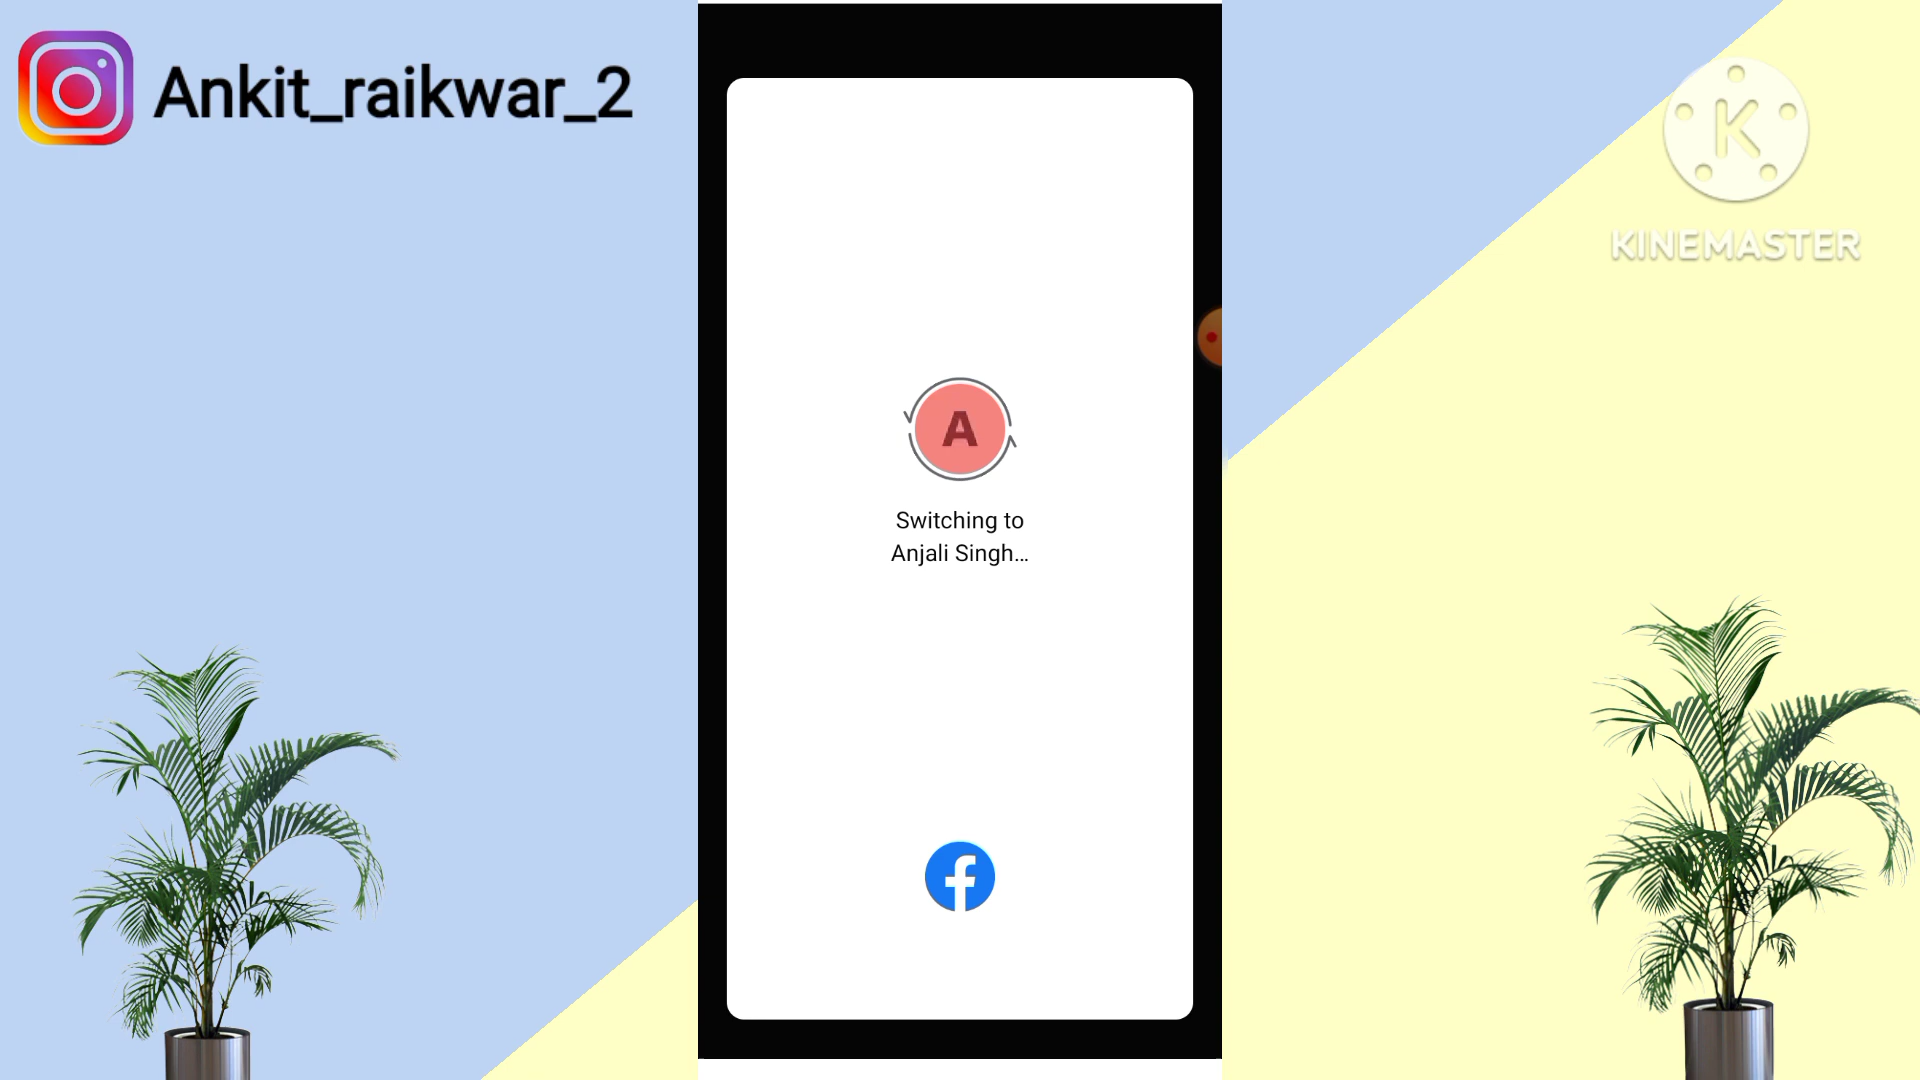 Ankit_raikwar_2
K
KINEMASTER
A
Switching to
Anjali Singh...
f